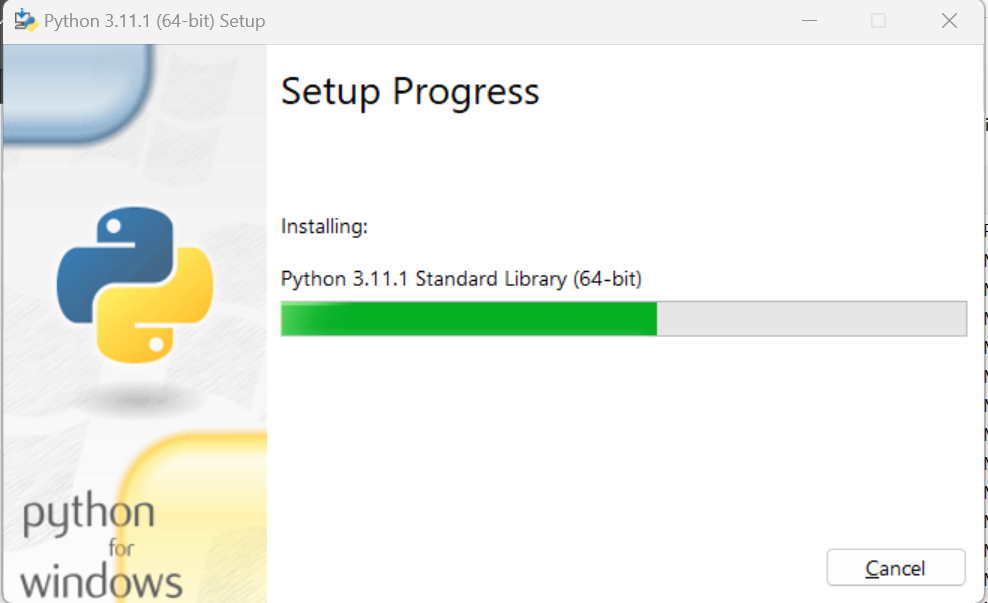 Python 3.11.1 (64-bit) Setup
Setup Progress
Installing:
Python 3.11.1 Standard Library (64-bit)
python
for
windows
Cancel